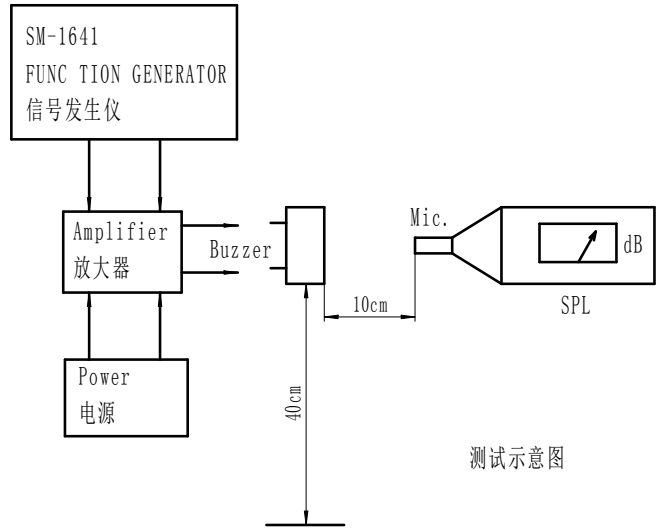 SM-1641
FUNC TION GENERATOR
信号发生仪
Amplifier
放大器
Buzzer
Mic.
dB
SPL
10cm
Power
电源
40cm
测试示意图